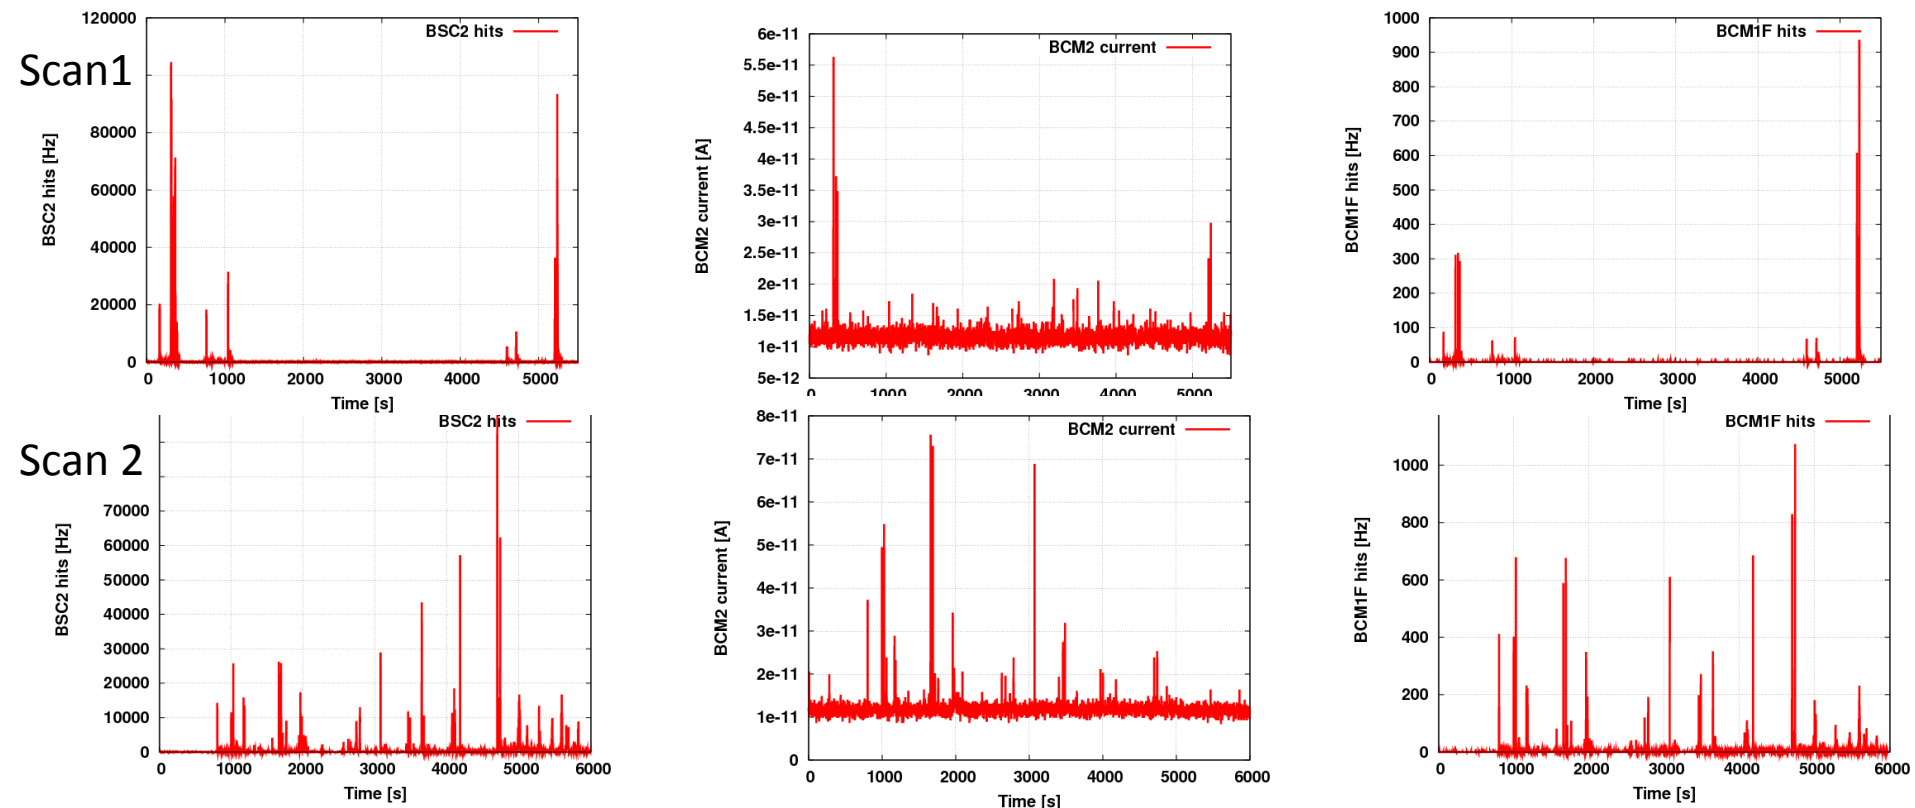 Scan1
BSC2 hits
120000
100000
80000
60000
40000
20000
0
BSC2 hits [Hz]
0 1000 2000 3000 4000 5000
Time [s]
BCM2 current
6e-11
5.5e-11
5e-11
4.5e-11
4e-11
3.5e-11
3e-11
2.5e-11
2e-11
1.5e-11
1e-11
5e-12
BCM2 current [A]
0 1000 2000 3000 4000 5000
BCM1F hits
1000
900
800
700
600
500
400
300
200
100
0
BCM1F hits [Hz]
0 1000 2000 3000 4000 5000
Time [s]
Scan 2
BSC2 hits
70000
60000
50000
40000
30000
20000
10000
0
BSC2 hits [Hz]
0 1000 2000 3000 4000 5000 6000
Time [s]
BCM2 current
8e-11
7e-11
6e-11
5e-11
4e-11
3e-11
2e-11
1e-11
0
BCM2 current [A]
0 1000 2000 3000 4000 5000 6000
Time [s]
BCM1F hits
1000
800
600
400
200
0
BCM1F hits [Hz]
0 1000 2000 3000 4000 5000 6000
Time [s]